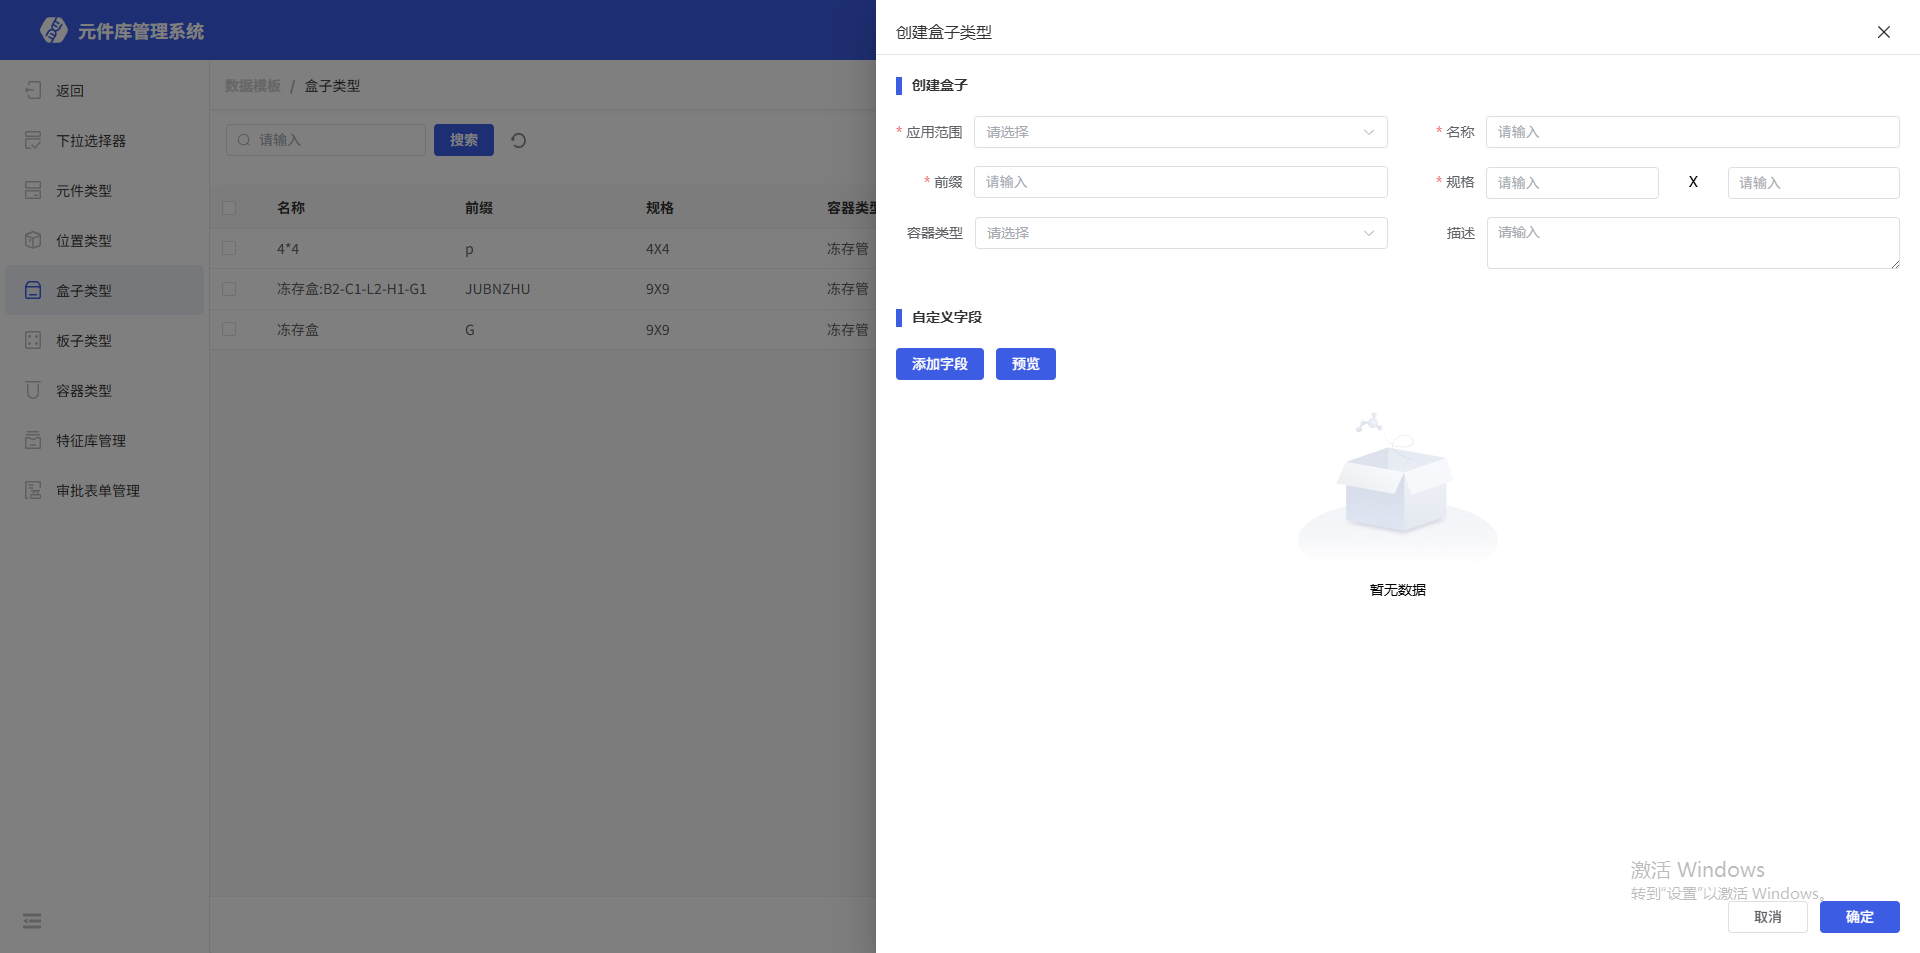 元件库管理系统
返回
下拉选择器
元件类型
位置类型
盒子类型
板子类型
容器类型
特征库管理
审批表单管理
数据模板 / 盒子类型
请输入 搜索
名称 前缀 规格 容器类型
4*4 p 4X4 冻存管
冻存盒:B2-C1-L2-H1-G1 JUBNZHU 9X9 冻存管
冻存盒 G 9X9 冻存管
创建盒子类型
创建盒子
* 应用范围 请选择 * 名称 请输入
* 前缀 请输入 * 规格 请输入 X 请输入
容器类型 请选择 描述 请输入
自定义字段
添加字段 预览
暂无数据
激活 Windows
转到“设置”以激活 Windows。
取消 确定